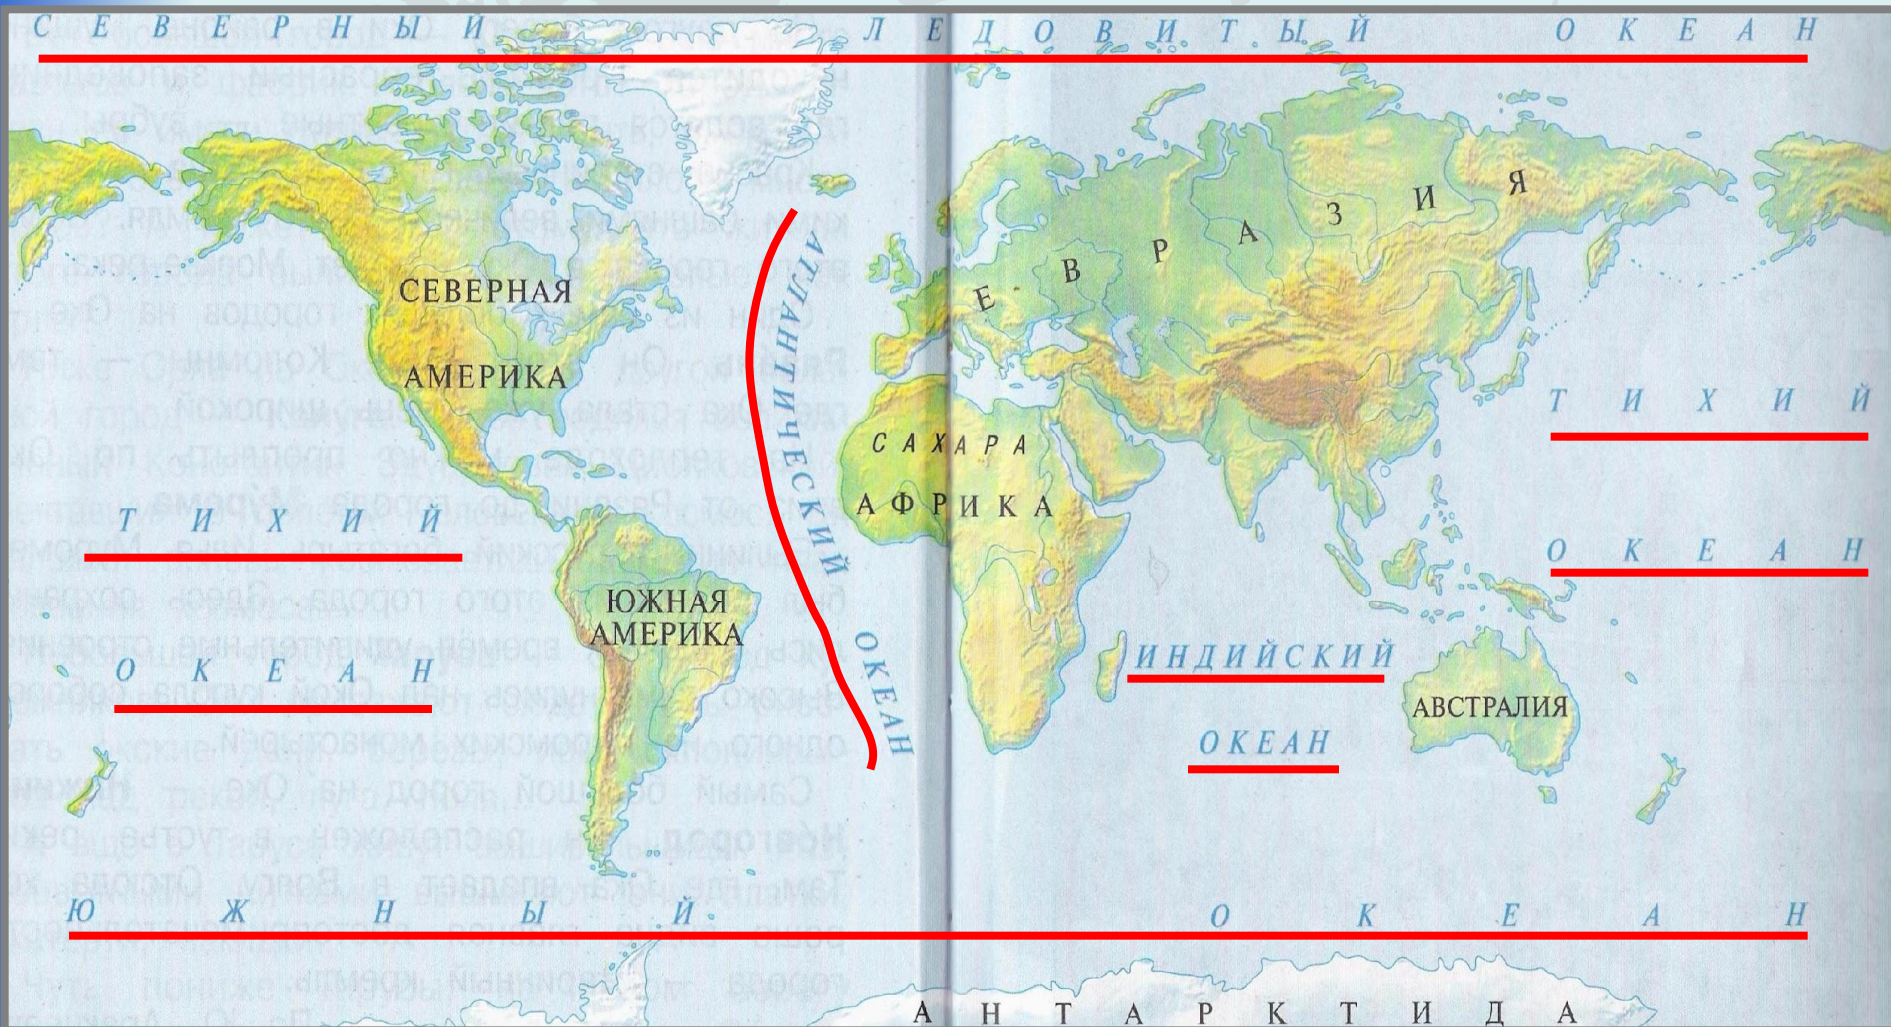 СЕВЕРНЫЙ ЛЕДОВИТЫЙ ОКЕАН
ЕВРАЗИЯ
СЕВЕРНАЯ
АМЕРИКА
АТЛАНТИЧЕСКИЙ
ОКЕАН
ТИХИЙ
ОКЕАН
САХАРА
АФРИКА
ТИХИЙ
ОКЕАН
ЮЖНАЯ
АМЕРИКА
ИНДИЙСКИЙ
ОКЕАН
АВСТРАЛИЯ
ЮЖНЫЙ ОКЕАН
АНТАРКТИДА